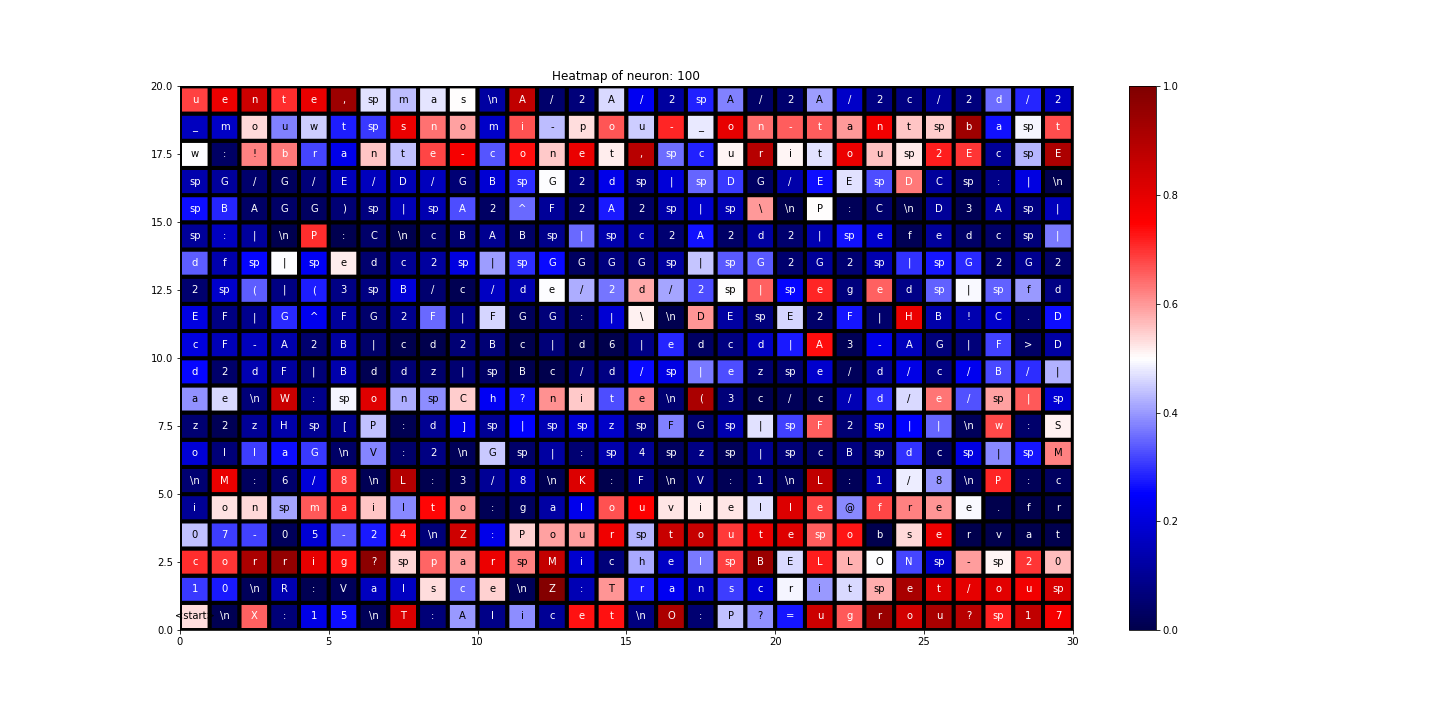 Heatmap of neuron: 100
20.0
u e n t e , sp m a s \n A / 2 A / 2 sp A / 2 A / 2 c / 2 d / 2
_ m o u w t sp s n o m i - p o u - _ o n - t a n t sp b a sp t
17.5
w : ! b r a n t e - c o n e t , sp c u r i t o u sp 2 E c sp E
sp G / G / E / D / G B sp G 2 d sp | sp D G / E E sp D C sp : | \n
15.0
sp B A G G ) sp | sp A 2 ^ F 2 A 2 sp | sp \ \n P : C \n D 3 A sp |
sp : | \n P : C \n c B A B sp | sp c 2 A 2 d 2 | sp e f e d c sp |
d f sp | sp e d c 2 sp | sp G G G G sp | sp G 2 G 2 sp | sp G 2 G 2
12.5
2 sp ( | ( 3 sp B / c / d e / 2 d / 2 sp | sp e g e d sp | sp f d
E F | G ^ F G 2 F | F G G : | \ \n D E sp E 2 F | H B ! C . D
c F - A 2 B | c d 2 B c | d 6 | e d c d | A 3 - A G | F > D
10.0
d 2 d F | B d d z | sp B c / d / sp | e z sp e / d / c / B / |
a e \n W : sp o n sp C h ? n i t e \n ( 3 c / c / d / e / sp | sp
7.5
z 2 z H sp [ P : d ] sp | sp sp z sp F G sp | sp F 2 sp | | \n w : S
o l l a G \n V : 2 \n G sp | : sp 4 sp z sp | sp c B sp d c sp | sp M
\n M : 6 / 8 \n L : 3 / 8 \n K : F \n V : 1 \n L : 1 / 8 \n P : c
5.0
i o n sp m a i l t o : g a l o u v i e l l e @ f r e e . f r
0 7 - 0 5 - 2 4 \n Z : P o u r sp t o u t e sp o b s e r v a t
2.5
c o r r i g ? sp p a r sp M i c h e l sp B E L L O N sp - sp 2 0
1 0 \n R : V a l s c e \n Z : T r a n s c r i t sp e t / o u sp
0.0
<start \n X : 1 5 \n T : A l i c e t \n O : P ? = u g r o u ? sp 1 7
0 5 10 15 20 25 30
1.0
0.8
0.6
0.4
0.2
0.0